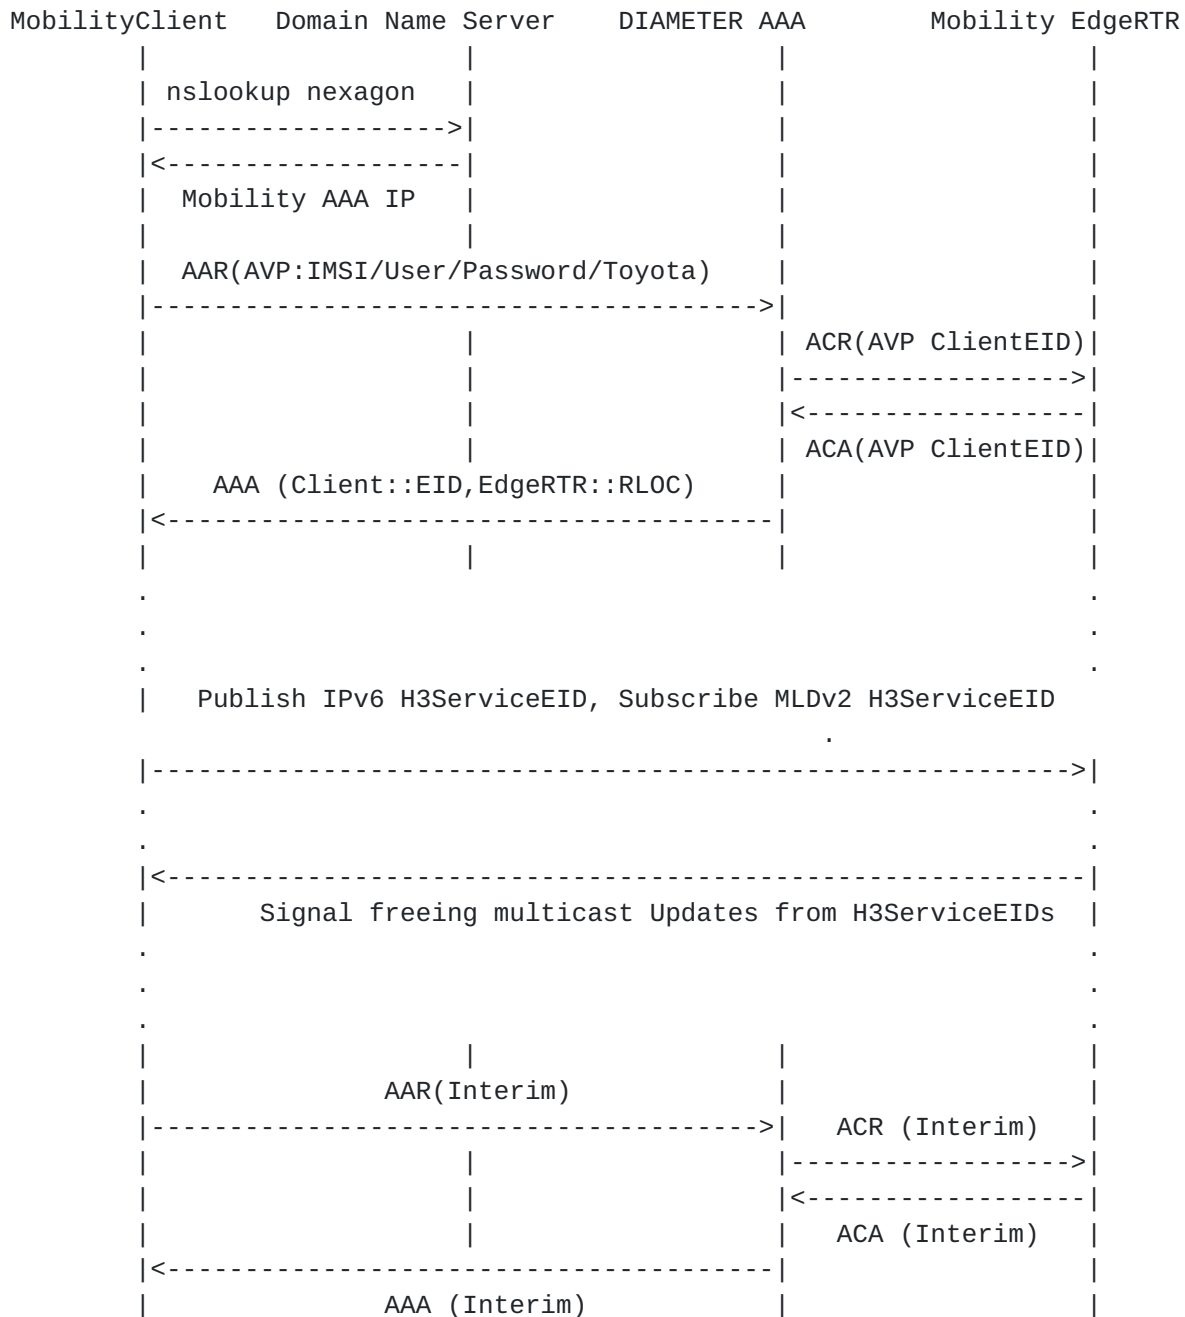 MobilityClient   Domain Name Server    DIAMETER AAA        Mobility EdgeRTR
        |                    |                   |                   |
        | nslookup nexagon   |                   |                   |
        |------------------->|                   |                   |
        |<-------------------|                   |                   |
        |  Mobility AAA IP   |                   |                   |
        |                    |                   |                   |
        |  AAR(AVP:IMSI/User/Password/Toyota)    |                   |
        |--------------------------------------->|                   |
        |                    |                   | ACR(AVP ClientEID)|
        |                    |                   |------------------>|
        |                    |                   |<------------------|
        |                    |                   | ACA(AVP ClientEID)|
        |    AAA (Client::EID,EdgeRTR::RLOC)     |                   |
        |<---------------------------------------|                   |
        |                    |                   |                   |
        .                                                            .
        .                                                            .
        .                                                            .
        |   Publish IPv6 H3ServiceEID, Subscribe MLDv2 H3ServiceEID
                                                   .
        |----------------------------------------------------------->|
        .                                                            .
        .                                                            .
        |<-----------------------------------------------------------|
        |       Signal freeing multicast Updates from H3ServiceEIDs  |
        .                                                            .
        .                                                            .
        .                                                            .
        |                    |                   |                   |
        |               AAR(Interim)             |                   |
        |--------------------------------------->|   ACR (Interim)   |
        |                    |                   |------------------>|
        |                    |                   |<------------------|
        |                    |                   |   ACA (Interim)   |
        |<---------------------------------------|                   |
        |               AAA (Interim)            |                   |